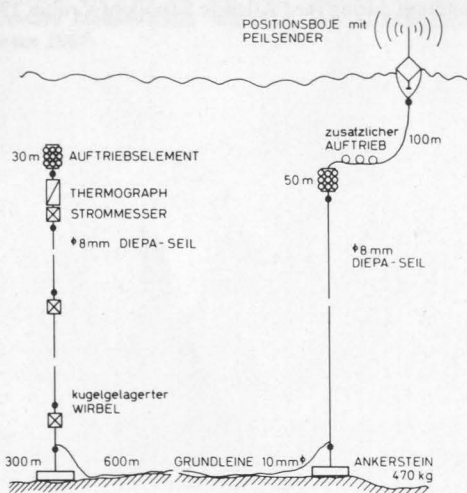 POSITIONSBOJE mit
PEILSENDER
zusätzlicher
AUFTRIEB
100m
30m AUFTRIEBSELEMENT
50m
THERMOGRAPH
STROMMESSER
ϕ8mm DIEPA-SEIL
ϕ8mm
DIEPA-SEIL
kugelgelagerter
WIRBEL
300m 600m GRUNDLEINE 10mmϕ ANKERSTEIN
470 kg